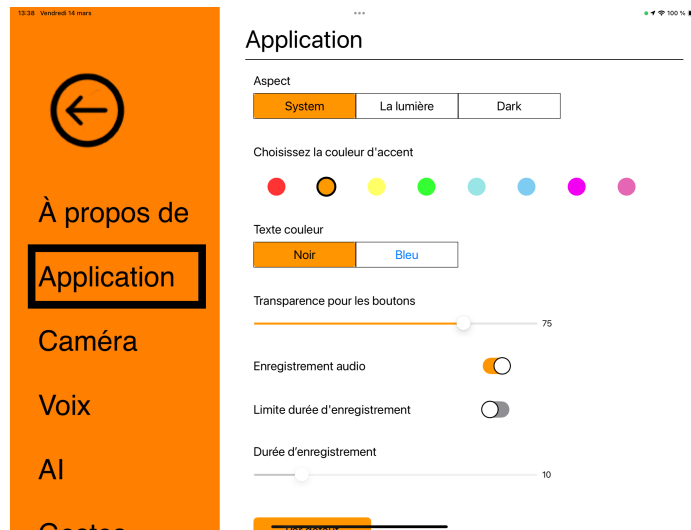 13:38 Vendredi 14 mars
100 %
À propos de
Application
Caméra
Voix
AI
Gestes
Application
Aspect
System La lumière Dark
Choisissez la couleur d'accent
Texte couleur
Noir Bleu
Transparence pour les boutons
75
Enregistrement audio
Limite durée d'enregistrement
Durée d’enregistrement
10